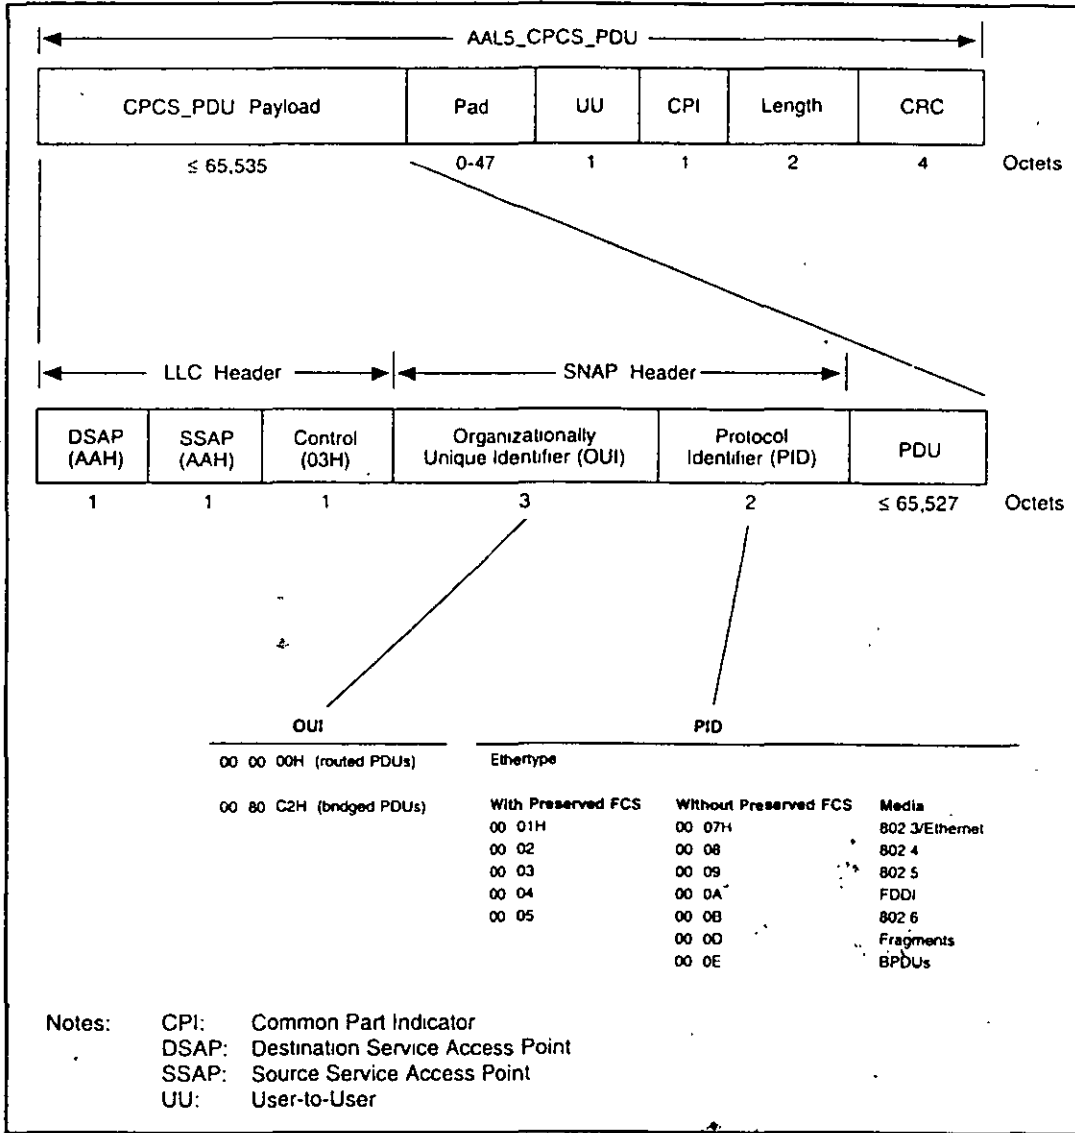 AAL5_CPCS_PDU
CPCS_PDU Payload Pad UU CPI Length CRC
≤ 65,535 0-47 1 1 2 4 Octets
LLC Header SNAP Header
DSAP (AAH) SSAP (AAH) Control (03H) Organizationally Unique Identifier (OUI) Protocol Identifier (PID) PDU
1 1 1 3 2 ≤ 65,527 Octets
OUI PID
00 00 00H (routed PDUs) Ethertype
00 80 C2H (bridged PDUs) With Preserved FCS Without Preserved FCS Media
00 01H 00 07H 802 3/Ethernet
00 02 00 08 802 4
00 03 00 09 802 5
00 04 00 0A FDDI
00 05 00 0B 802 6
00 0D Fragments
00 0E BPDUs
Notes: CPI: Common Part Indicator
DSAP: Destination Service Access Point
SSAP: Source Service Access Point
UU: User-to-User